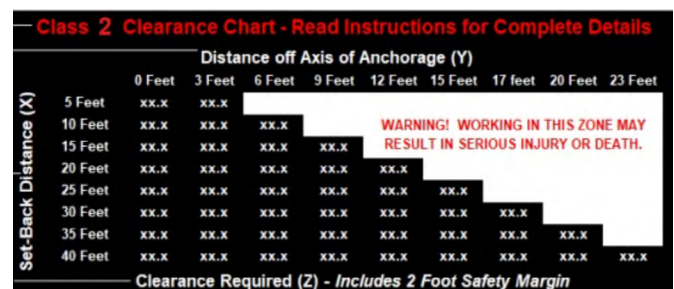 Class 2 Clearance Chart - Read Instructions for Complete Details
Distance off Axis of Anchorage (Y)
0 Feet 3 Feet 6 Feet 9 Feet 12 Feet 15 Feet 17 feet 20 Feet 23 Feet
Set-Back Distance (X)
5 Feet xx.x xx.x
10 Feet xx.x xx.x xx.x
15 Feet xx.x xx.x xx.x xx.x
20 Feet xx.x xx.x xx.x xx.x xx.x
25 Feet xx.x xx.x xx.x xx.x xx.x xx.x
30 Feet xx.x xx.x xx.x xx.x xx.x xx.x xx.x
35 Feet xx.x xx.x xx.x xx.x xx.x xx.x xx.x xx.x
40 Feet xx.x xx.x xx.x xx.x xx.x xx.x xx.x xx.x xx.x
WARNING! WORKING IN THIS ZONE MAY
RESULT IN SERIOUS INJURY OR DEATH.
Clearance Required (Z) - Includes 2 Foot Safety Margin